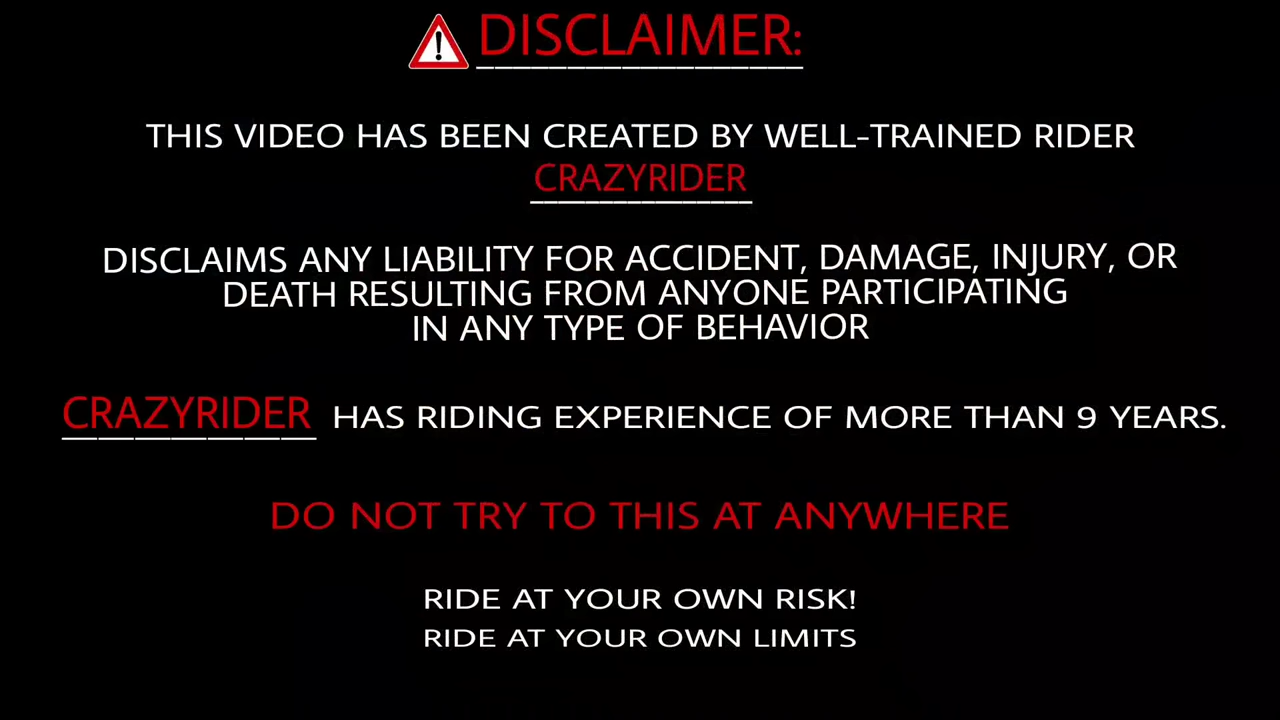 DISCLAIMER:
THIS VIDEO HAS BEEN CREATED BY WELL-TRAINED RIDER
CRAZYRIDER
DISCLAIMS ANY LIABILITY FOR ACCIDENT, DAMAGE, INJURY, OR
DEATH RESULTING FROM ANYONE PARTICIPATING
IN ANY TYPE OF BEHAVIOR
CRAZYRIDER HAS RIDING EXPERIENCE OF MORE THAN 9 YEARS.
DO NOT TRY TO THIS AT ANYWHERE
RIDE AT YOUR OWN RISK!
RIDE AT YOUR OWN LIMITS